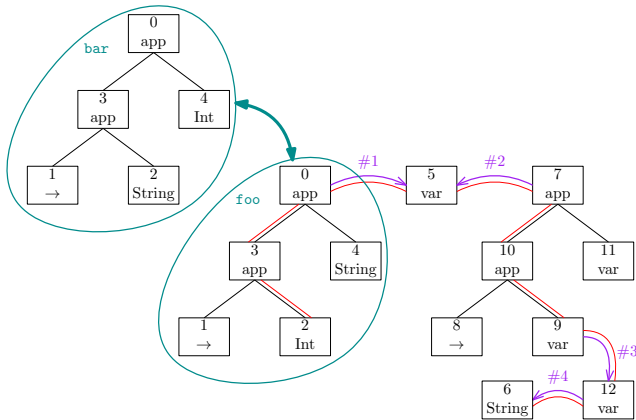 0
app
bar
3
app
4
Int
1
→
2
String
0
app
foo
#1
5
var
#2
7
app
3
app
4
String
10
app
11
var
1
→
2
Int
8
→
9
var
#3
6
String
#4
12
var